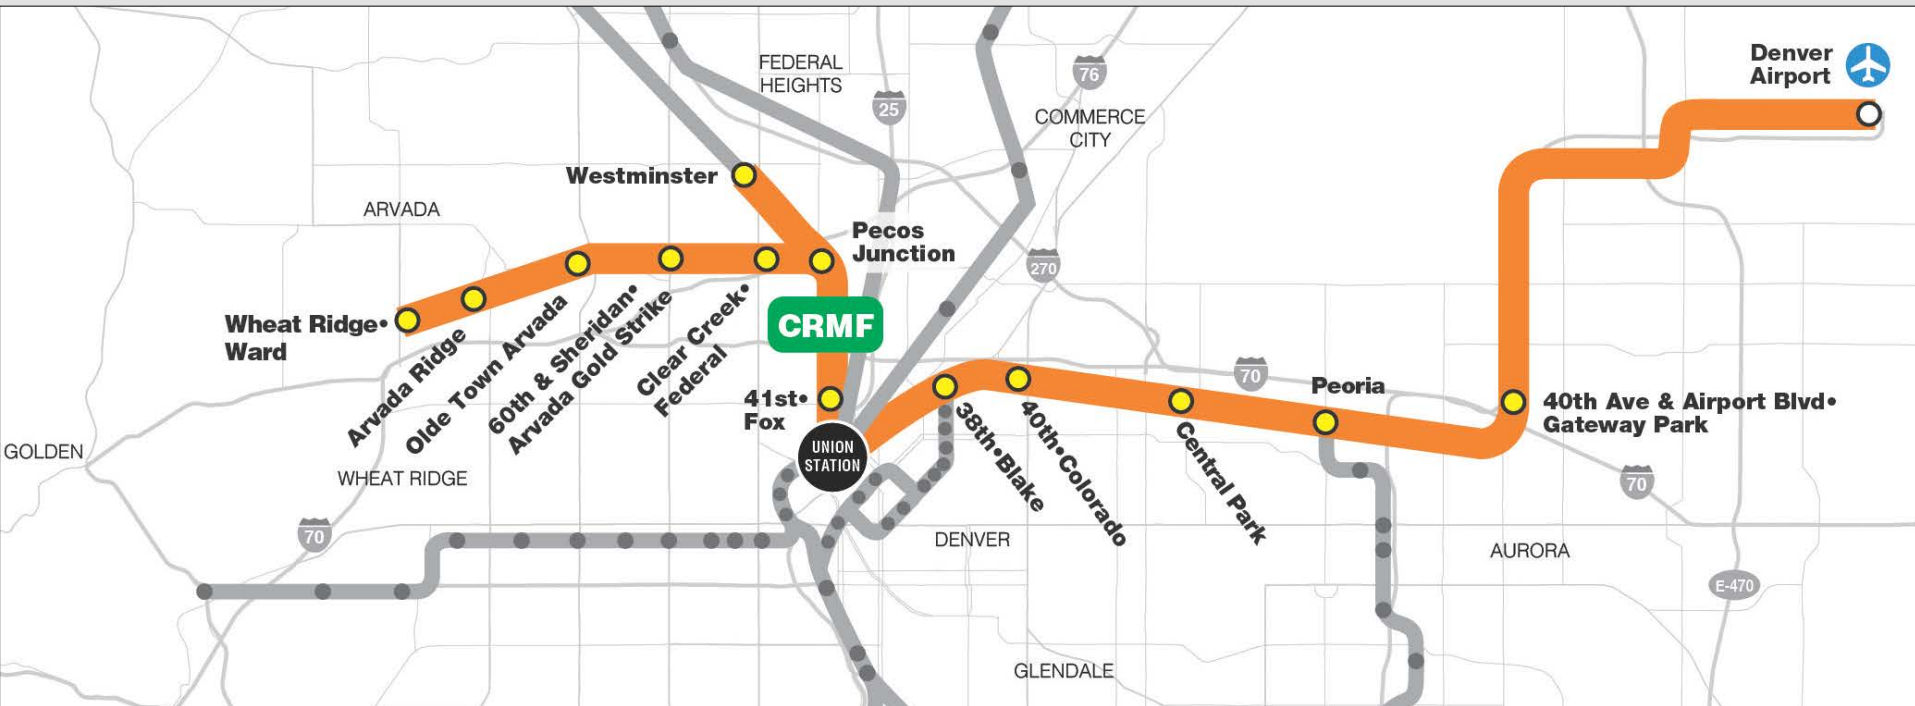 FEDERAL
HEIGHTS
25
76
COMMERCE
CITY
Denver
Airport
Westminster
ARVADA
Pecos
Junction
270
Wheat Ridge•
Ward
Arvada Ridge
Olde Town Arvada
60th & Sheridan•
Arvada Gold Strike
Clear Creek•
Federal
CRMF
41st•
Fox
UNION
STATION
38th•Blake
40th•Colorado
Central Park
70
Peoria
40th Ave & Airport Blvd•
Gateway Park
GOLDEN
WHEAT RIDGE
70
70
DENVER
AURORA
E-470
GLENDALE